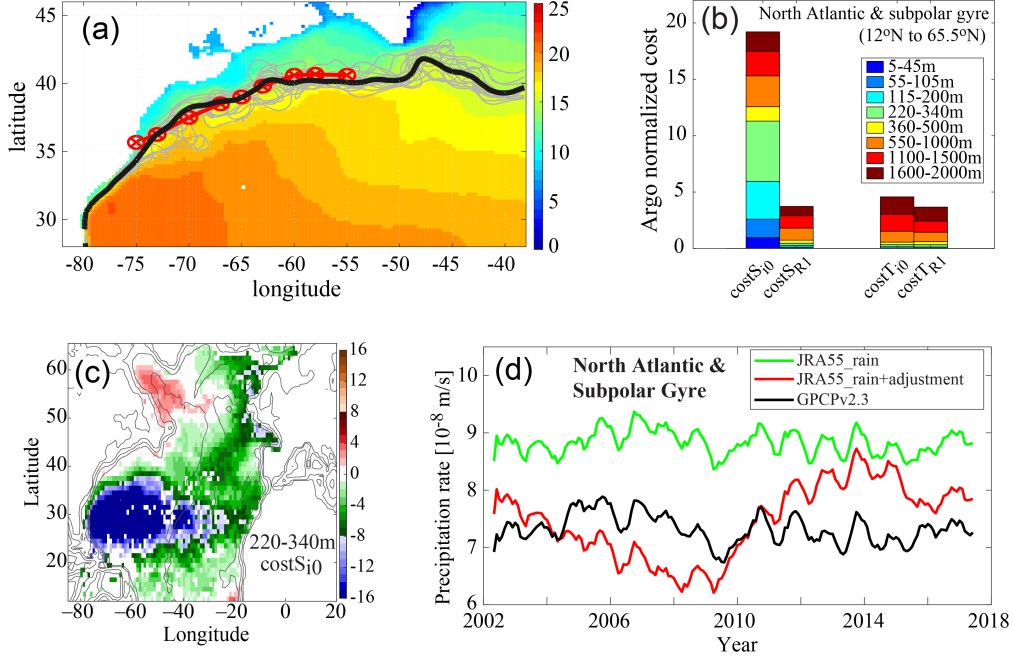 (a)
latitude
45
40
35
30
-80 -75 -70 -65 -60 -55 -50 -45 -40
longitude
25
20
15
10
5
0
(b)
North Atlantic & subpolar gyre
(12ºN to 65.5ºN)
Argo normalized cost
20
15
10
5
0
5-45m
55-105m
115-200m
220-340m
360-500m
550-1000m
1100-1500m
1600-2000m
costSi0
costSR1
costTi0
costTR1
(c)
Latitude
60
50
40
30
20
−80 −60 −40 −20 0 20
Longitude
220-340m
costSi0
16
12
8
4
0
-4
-8
-12
-16
(d)
North Atlantic &
Subpolar Gyre
JRA55_rain
JRA55_rain+adjustment
GPCPv2.3
Precipitation rate [10-8 m/s]
10
9
8
7
6
2002 2006 2010 2014 2018
Year